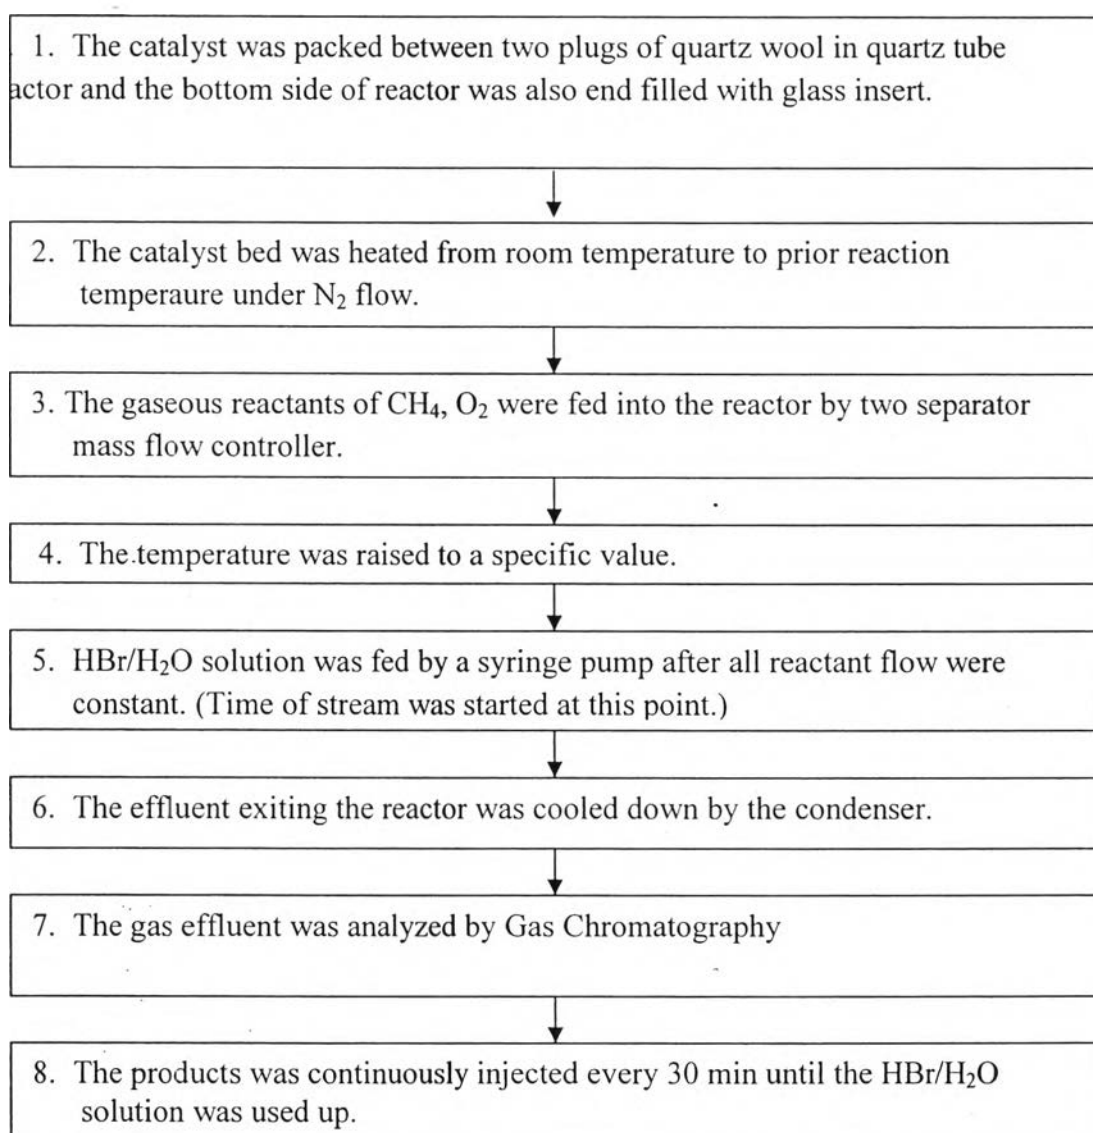 1. The catalyst was packed between two plugs of quartz wool in quartz tube
actor and the bottom side of reactor was also end filled with glass insert.
2. The catalyst bed was heated from room temperature to prior reaction
temperaure under N₂ flow.
3. The gaseous reactants of CH₄, O₂ were fed into the reactor by two separator
mass flow controller.
4. The temperature was raised to a specific value.
5. HBr/H₂O solution was fed by a syringe pump after all reactant flow were
constant. (Time of stream was started at this point.)
6. The effluent exiting the reactor was cooled down by the condenser.
7. The gas effluent was analyzed by Gas Chromatography
8. The products was continuously injected every 30 min until the HBr/H₂O
solution was used up.